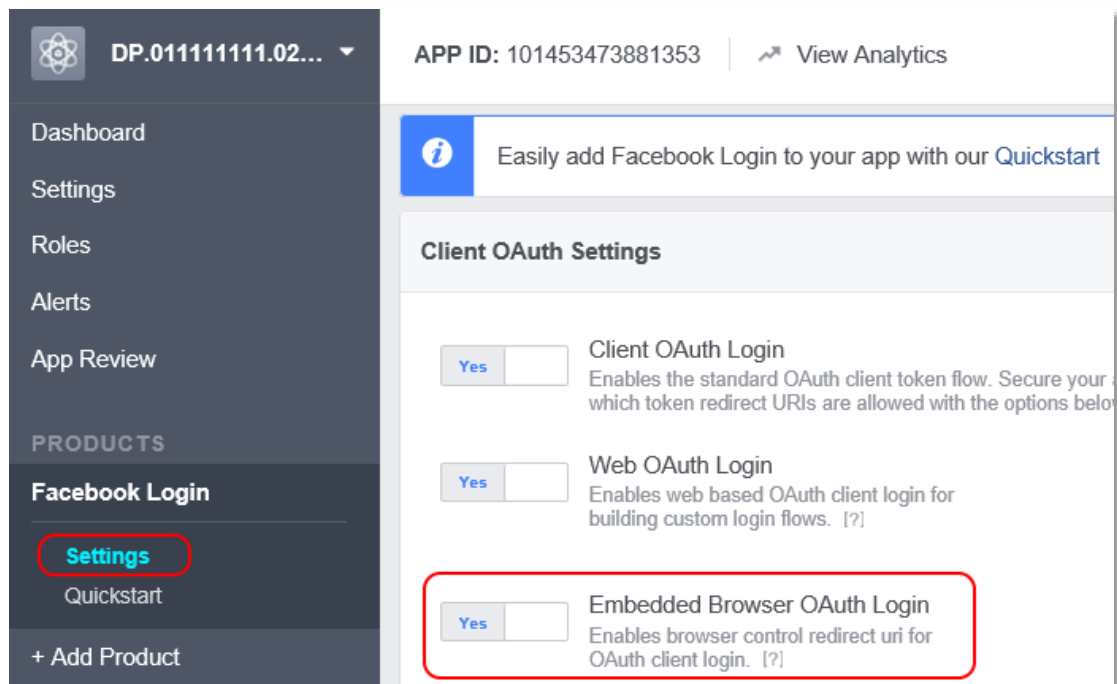 DP.011111111.02...
Dashboard
Settings
Roles
Alerts
App Review
PRODUCTS
Facebook Login
Settings
Quickstart
+ Add Product
APP ID: 101453473881353
View Analytics
Easily add Facebook Login to your app with our Quickstart
Client OAuth Settings
Yes
Client OAuth Login
Enables the standard OAuth client token flow. Secure your
which token redirect URIs are allowed with the options
Yes
Web OAuth Login
Enables web based OAuth client login for
building custom login flows. [?]
Yes
Embedded Browser OAuth Login
Enables browser control redirect uri for
OAuth client login. [?]